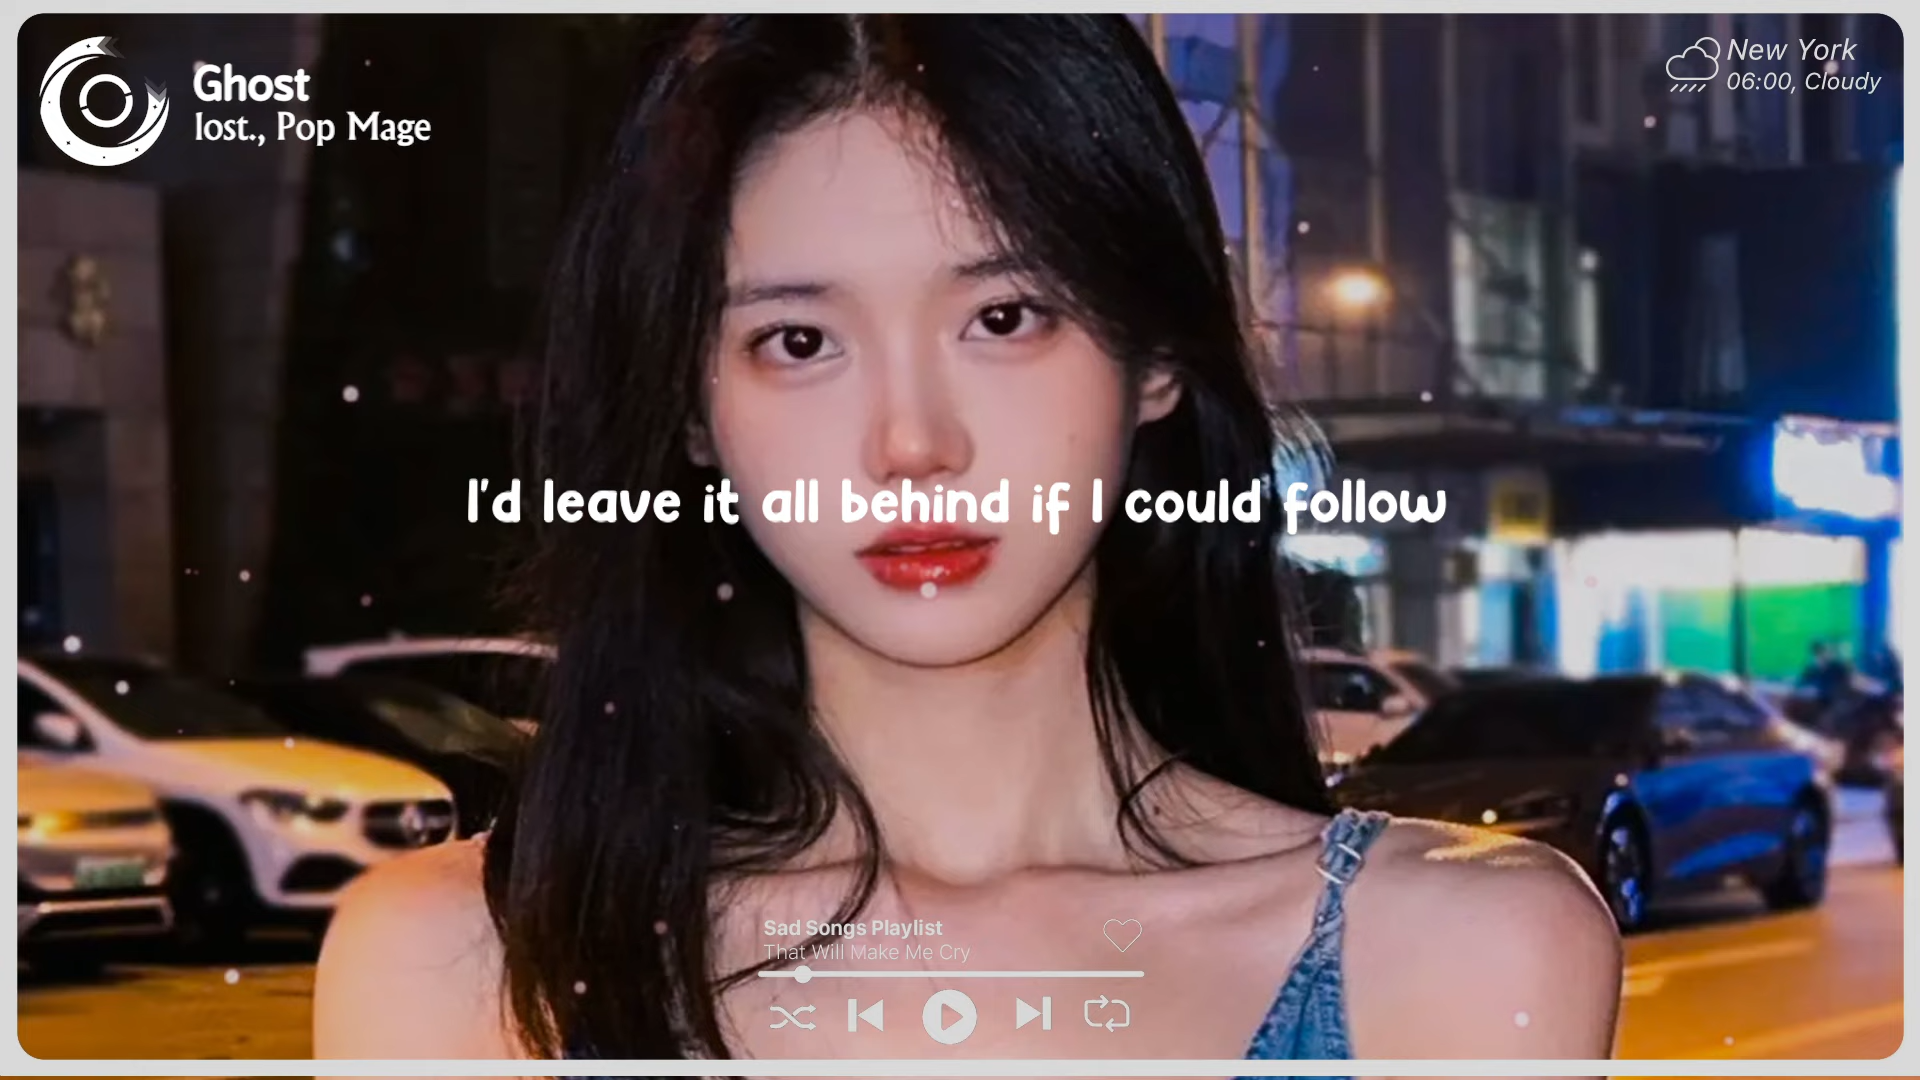 Ghost
lost., Pop Mage
New York
06:00, Cloudy
I'd leave it all behind if I could follow
Sad Songs Playlist
That Will Make Me Cry